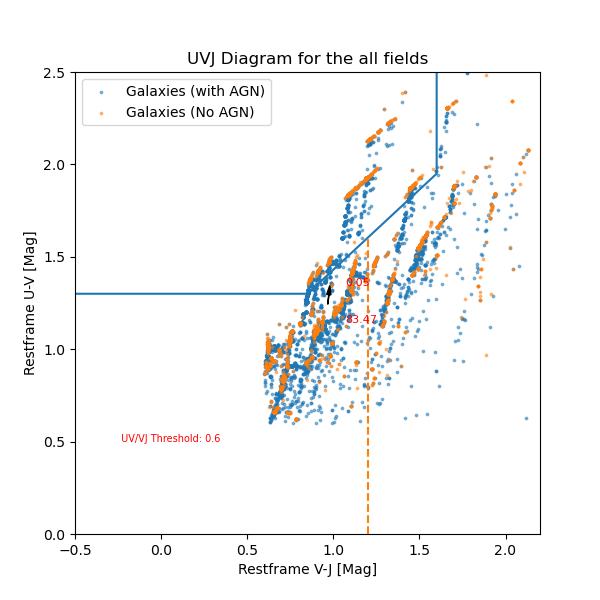 UVJ Diagram for the all fields
Galaxies (with AGN)
Galaxies (No AGN)
Restframe U-V [Mag]
2.5
2.0
1.5
1.0
0.5
0.0
0.05
83.47
UV/VJ Threshold: 0.6
−0.5 0.0 0.5 1.0 1.5 2.0
Restframe V-J [Mag]